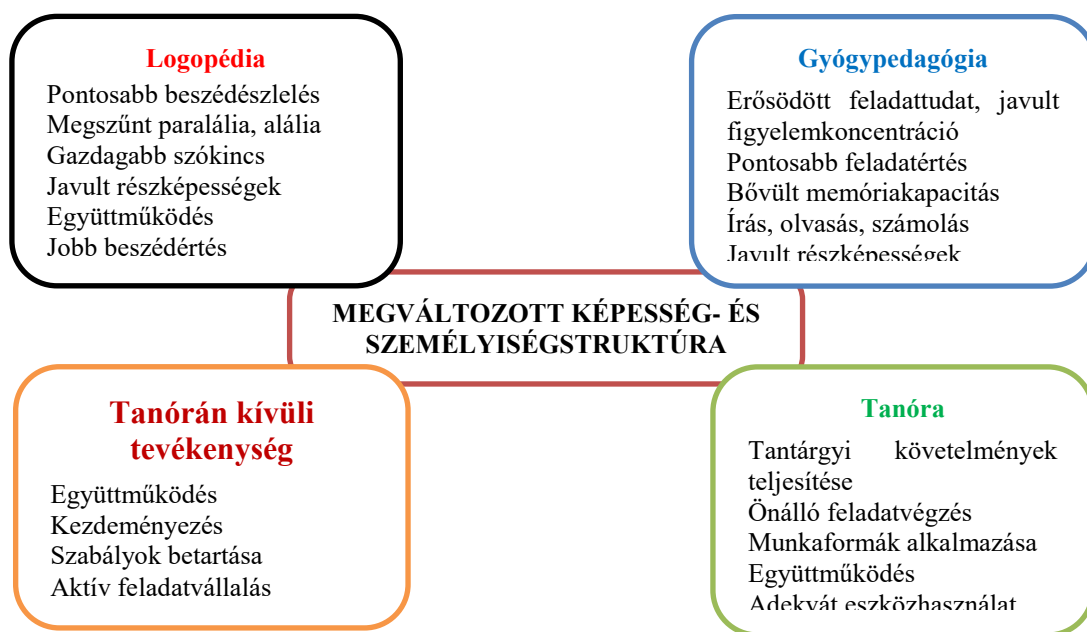 Logopédia
Pontosabb beszédészlelés
Megszűnt paralália, alália
Gazdagabb szókincs
Javult részképességek
Együttműködés
Jobb beszédértés
Gyógypedagógia
Erősödött feladattudat, javult
figyelemkoncentráció
Pontosabb feladatértés
Bővült memóriakapacitás
Írás, olvasás, számolás
Javult részképességek
MEGVÁLTOZOTT KÉPESSÉG- ÉS
SZEMÉLYISÉGSTRUKTÚRA
Tanórán kívüli
tevékenység
Együttműködés
Kezdeményezés
Szabályok betartása
Aktív feladatvállalás
Tanóra
Tantárgyi követelmények
teljesítése
Önálló feladatvégzés
Munkaformák alkalmazása
Együttműködés
Adekvát eszközhasználat